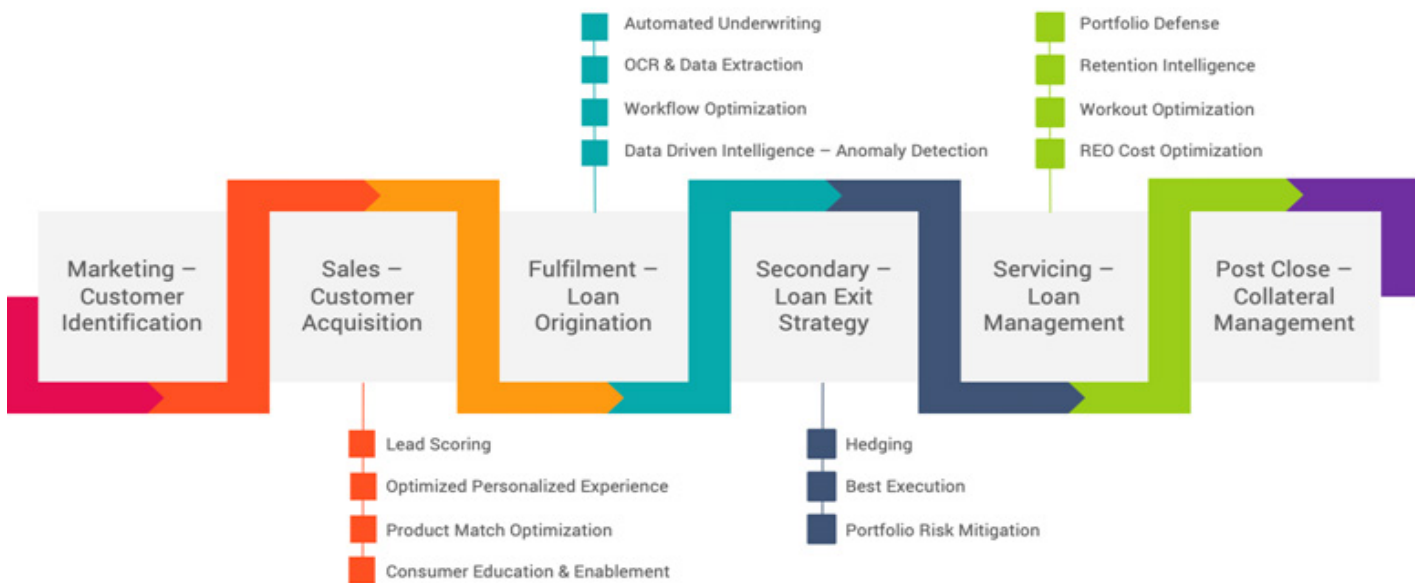 Automated Underwriting
OCR & Data Extraction
Workflow Optimization
Data Driven Intelligence – Anomaly Detection
Portfolio Defense
Retention Intelligence
Workout Optimization
REO Cost Optimization
Marketing –
Customer
Identification
Sales –
Customer
Acquisition
Fulfilment –
Loan
Origination
Secondary –
Loan Exit
Strategy
Servicing –
Loan
Management
Post Close –
Collateral
Management
Lead Scoring
Optimized Personalized Experience
Product Match Optimization
Consumer Education & Enablement
Hedging
Best Execution
Portfolio Risk Mitigation